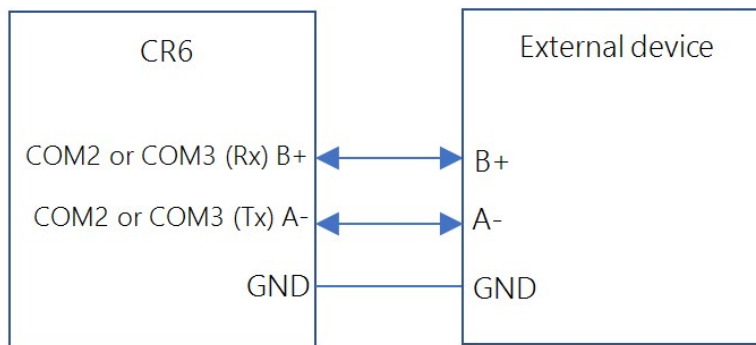 CR6
External device
COM2 or COM3 (Rx) B+
B+
COM2 or COM3 (Tx) A-
A-
GND
GND